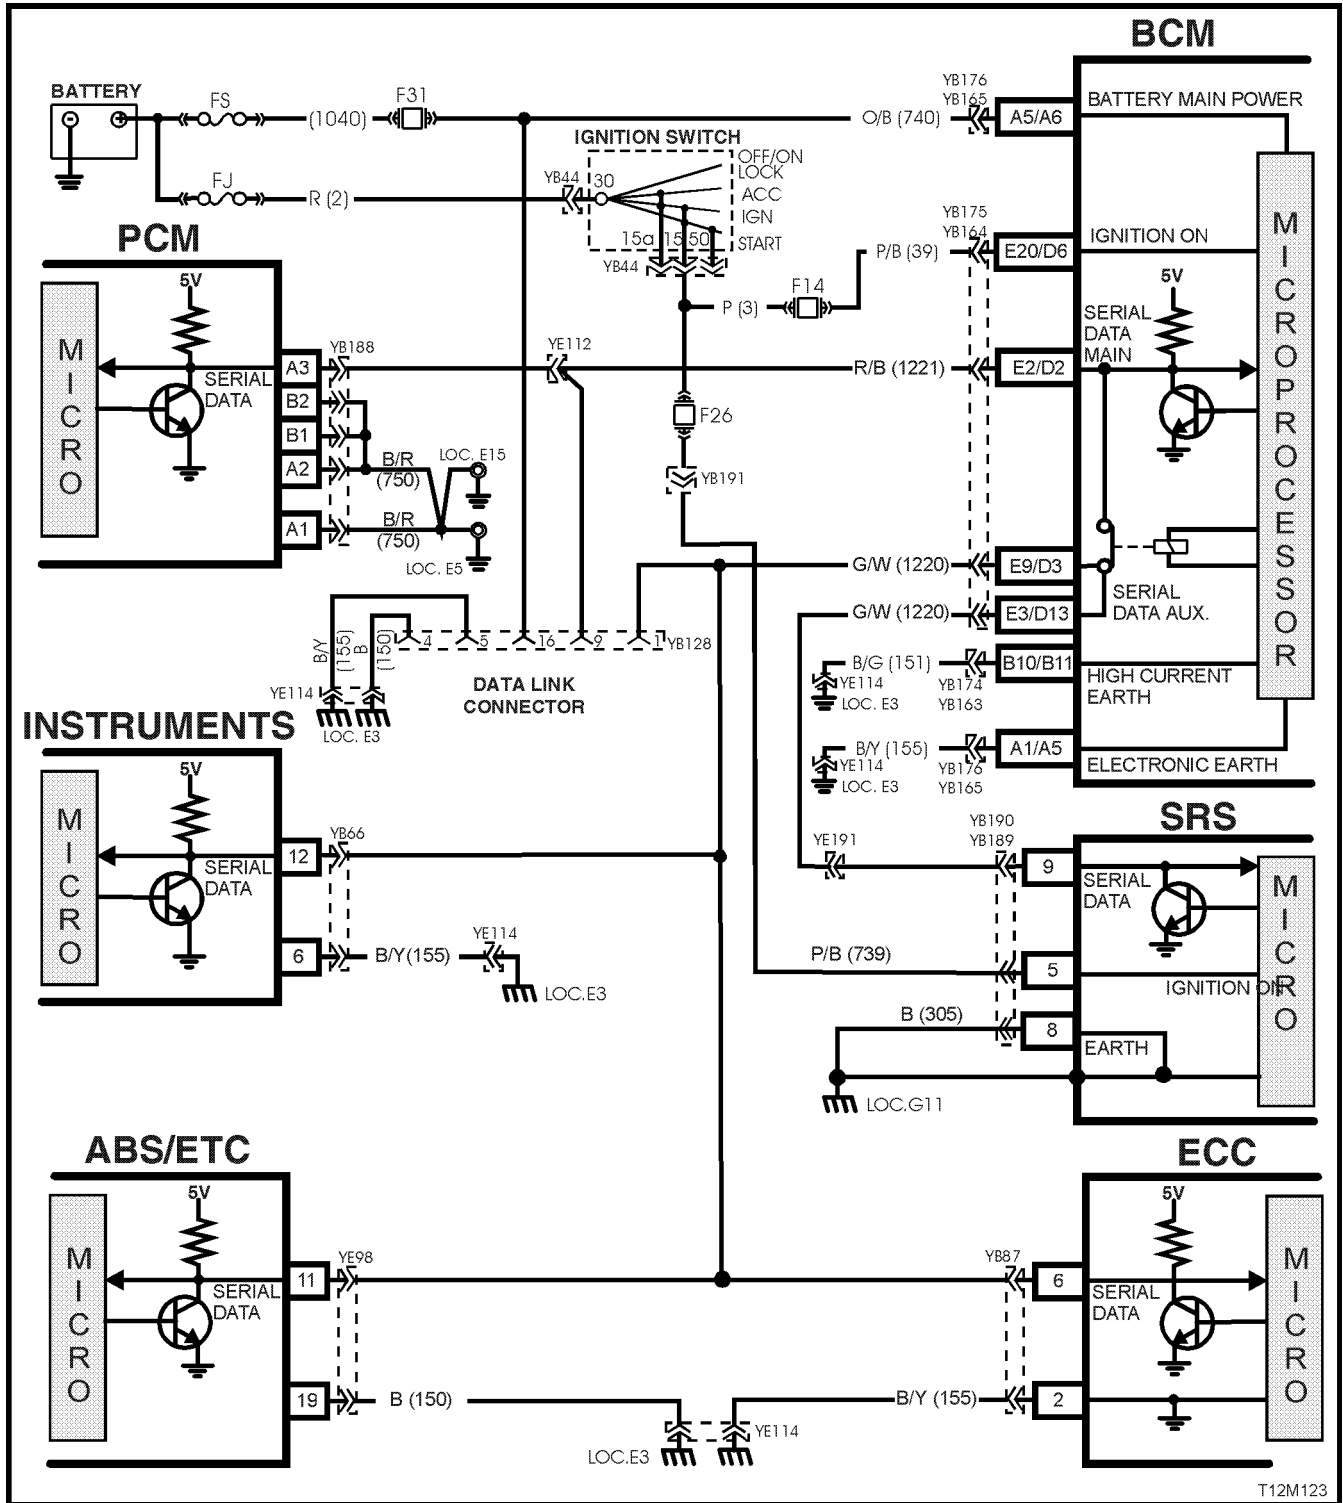 BCM
BATTERY
FS
(1040)
F31
O/B (740)
YB176
YB165
A5/A6
BATTERY MAIN POWER
IGNITION SWITCH
OFF/ON
LOCK
ACC
IGN
START
FJ
R (2)
YB44
30
15a
15
50
YB44
P (3)
F14
P/B (39)
YB175
YB164
E20/D6
IGNITION ON
MICROPROCESSOR
5V
SERIAL
DATA
MAIN
PCM
MICRO
5V
SERIAL
DATA
A3
B2
B1
A2
A1
YB188
YE112
R/B (1221)
E2/D2
F26
YB191
B/R
(750)
LOC. E15
B/R
(750)
LOC. E5
G/W (1220)
E9/D3
G/W (1220)
E3/D13
SERIAL
DATA AUX.
B/Y
(155)
B
(150)
4
5
16
9
1
YB128
YE114
LOC. E3
DATA LINK
CONNECTOR
B/G (151)
YE114
LOC. E3
YB174
YB163
B10/B11
HIGH CURRENT
EARTH
B/Y (155)
YE114
LOC. E3
YB176
YB165
A1/A5
ELECTRONIC EARTH
INSTRUMENTS
MICRO
5V
SERIAL
DATA
12
YB66
6
B/Y(155)
YE114
LOC.E3
SRS
YE191
YB190
YB189
9
SERIAL
DATA
MICRO
P/B (739)
5
IGNITION ON
B (305)
8
EARTH
LOC.G11
ABS/ETC
MICRO
5V
SERIAL
DATA
11
YE98
19
B (150)
LOC.E3
YE114
B/Y (155)
ECC
YB87
6
5V
SERIAL
DATA
2
MICRO
T12M123